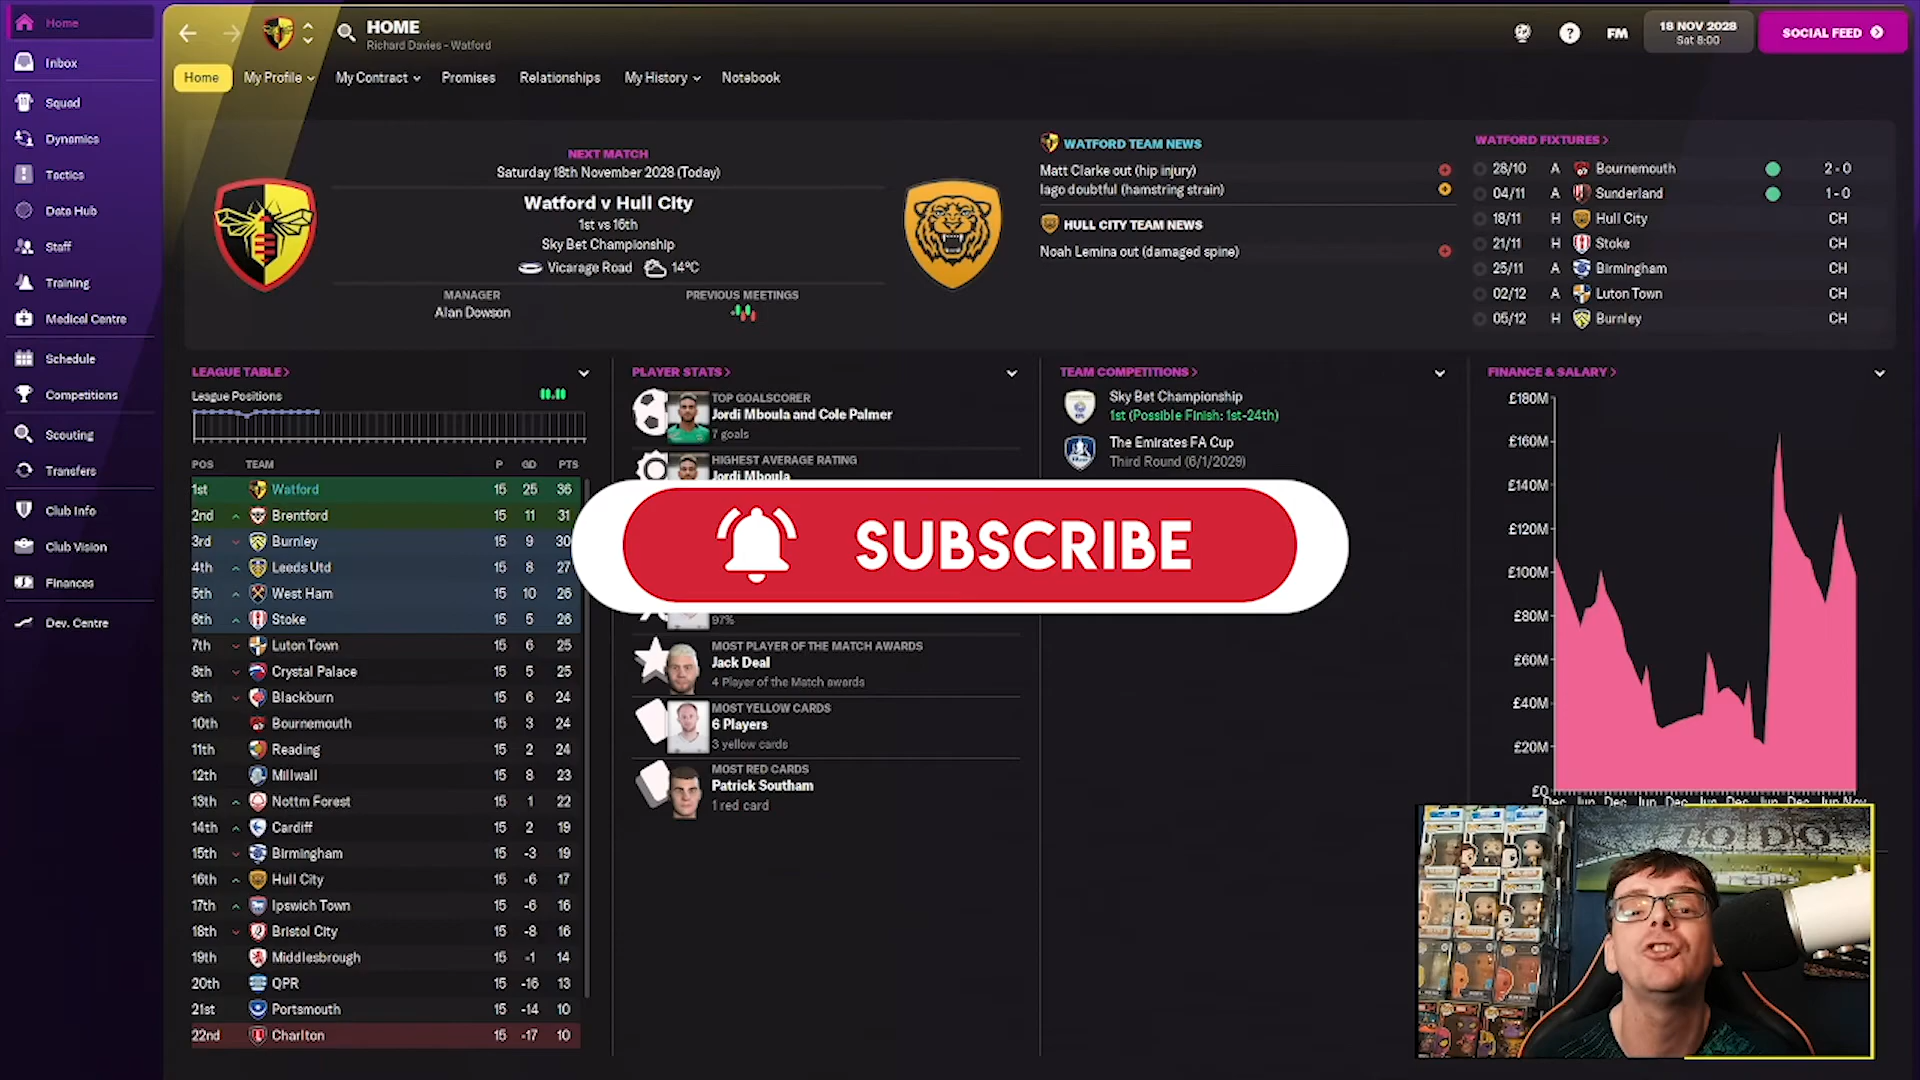 Home
Inbox
Squad
Dynamics
Tactics
Data Hub
Staff
Training
Medical Centre
Schedule
Competitions
Scouting
Transfers
Club Info
Club Vision
Finances
Dev. Centre
HOME
Richard Davies - Watford
?
FM
18 NOV 2028
Sat 8:00
SOCIAL FEED
Home My Profile My Contract Promises Relationships My History Notebook
NEXT MATCH
Saturday 18th November 2028 (Today)
Watford v Hull City
1st vs 16th
Sky Bet Championship
Vicarage Road 14°C
MANAGER
Alan Dowson
PREVIOUS MEETINGS
WATFORD TEAM NEWS
Matt Clarke out (hip injury)
Iago doubtful (hamstring strain)
HULL CITY TEAM NEWS
Noah Lemina out (damaged spine)
WATFORD FIXTURES >
28/10 A Bournemouth 2 - 0
04/11 A Sunderland 1 - 0
18/11 H Hull City CH
21/11 H Stoke CH
25/11 A Birmingham CH
02/12 A Luton Town CH
05/12 H Burnley CH
LEAGUE TABLE >
League Positions
POS TEAM P GD PTS
1st Watford 15 25 36
2nd Brentford 15 11 31
3rd Burnley 15 9 30
4th Leeds Utd 15 8 27
5th West Ham 15 10 26
6th Stoke 15 5 26
7th Luton Town 15 6 25
8th Crystal Palace 15 5 25
9th Blackburn 15 6 24
10th Bournemouth 15 3 24
11th Reading 15 2 24
12th Millwall 15 8 23
13th Nottm Forest 15 1 22
14th Cardiff 15 2 19
15th Birmingham 15 -3 19
16th Hull City 15 -6 17
17th Ipswich Town 15 -6 16
18th Bristol City 15 -8 16
19th Middlesbrough 15 -1 14
20th QPR 15 -16 13
21st Portsmouth 15 -14 10
22nd Charlton 15 -17 10
PLAYER STATS >
TOP GOALSCORER
Jordi Mboula and Cole Palmer
7 goals
HIGHEST AVERAGE RATING
Jordi Mboula
SUBSCRIBE
97%
MOST PLAYER OF THE MATCH AWARDS
Jack Deal
4 Player of the Match awards
MOST YELLOW CARDS
6 Players
3 yellow cards
MOST RED CARDS
Patrick Southam
1 red card
TEAM COMPETITIONS >
Sky Bet Championship
1st (Possible Finish: 1st-24th)
The Emirates FA Cup
Third Round (6/1/2029)
FINANCE & SALARY >
£180M
£160M
£140M
£120M
£100M
£80M
£60M
£40M
£20M
£0
Dec Jun Dec Jun Dec Jun Dec Jun Dec Jun Nov